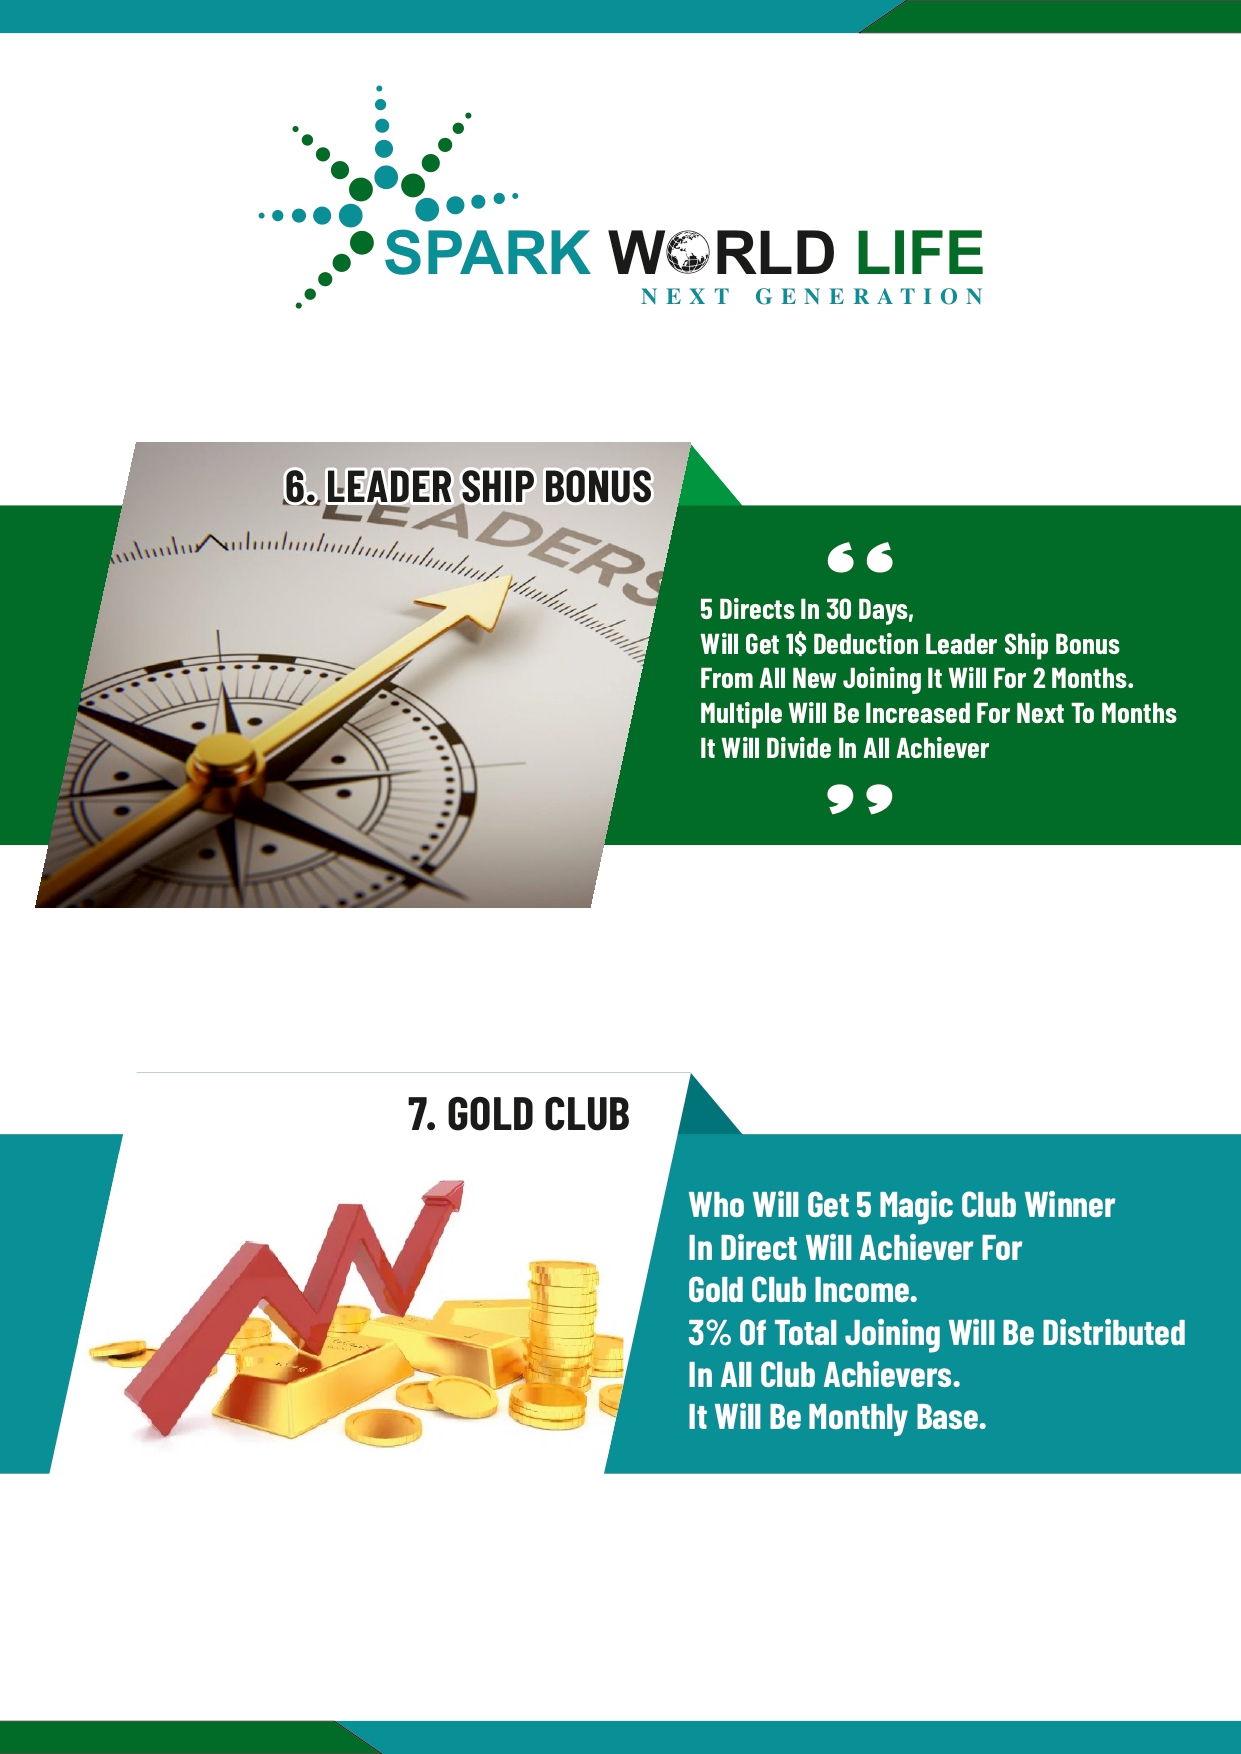 SPARK WORLD LIFE
NEXT GENERATION
6. LEADER SHIP BONUS
LEADERS
“
5 Directs In 30 Days,
Will Get 1$ Deduction Leader Ship Bonus
From All New Joining It Will For 2 Months.
Multiple Will Be Increased For Next To Months
It Will Divide In All Achiever
”
7. GOLD CLUB
Who Will Get 5 Magic Club Winner
In Direct Will Achiever For
Gold Club Income.
3% Of Total Joining Will Be Distributed
In All Club Achievers.
It Will Be Monthly Base.